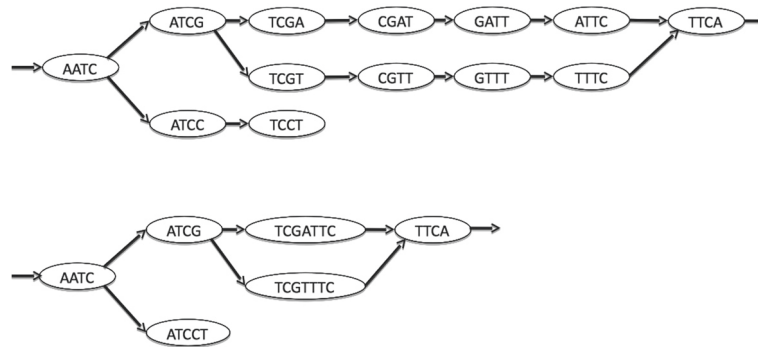 ATCG TCGA CGAT GATT ATTC TTCA
AATC TCGT CGTT GTTT TTTC
ATCC TCCT
ATCG TCGATTC TTCA
AATC TCGTTTC
ATCCT